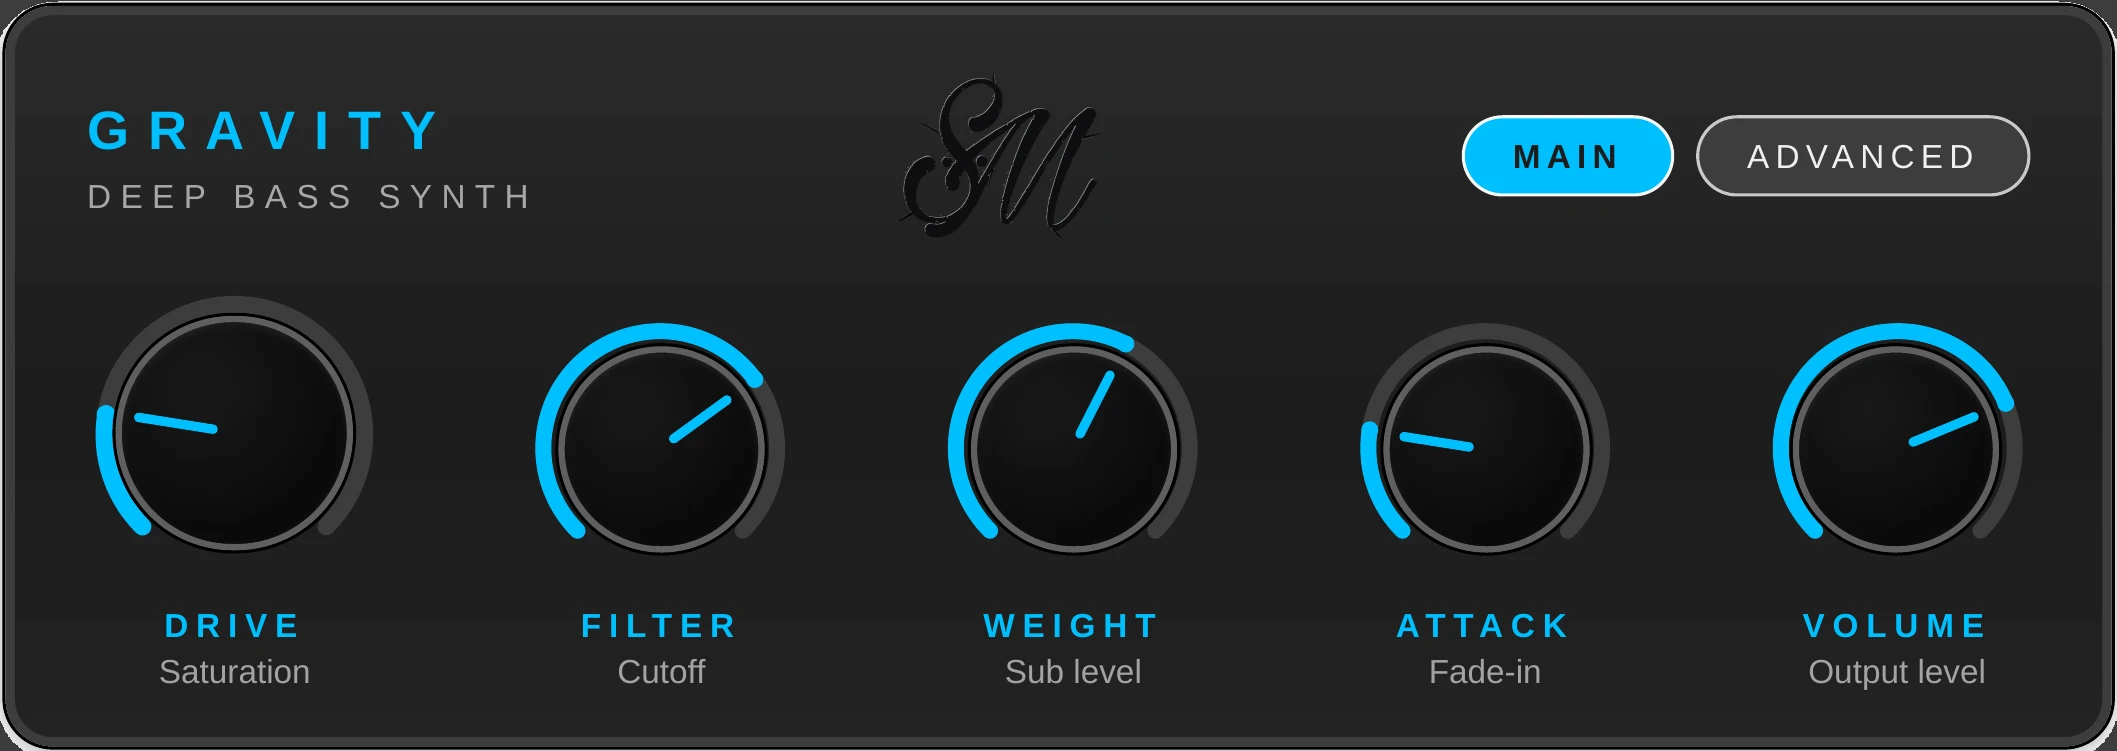 GRAVITY
DEEP BASS SYNTH
SM
MAIN
ADVANCED
DRIVE
Saturation
FILTER
Cutoff
WEIGHT
Sub level
ATTACK
Fade-in
VOLUME
Output level